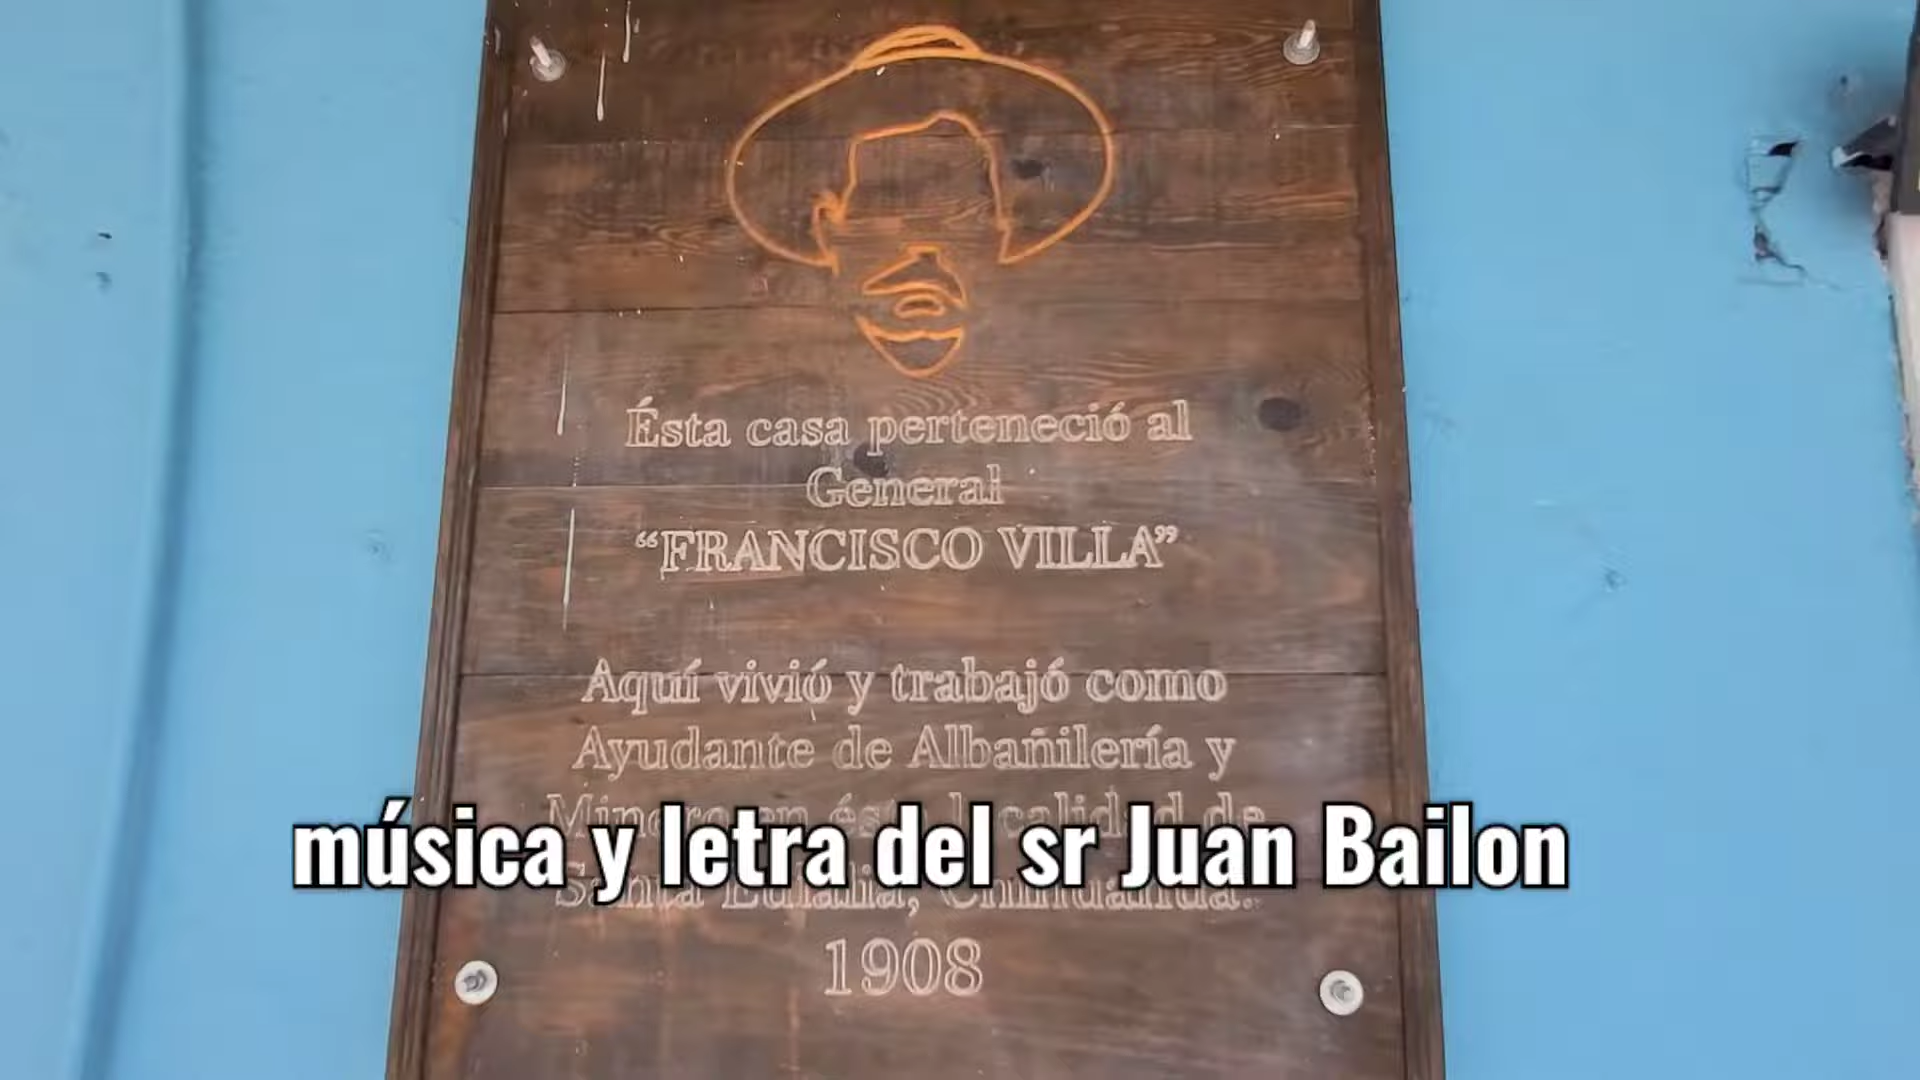 Ésta casa perteneció al
General
“FRANCISCO VILLA”
Aquí vivió y trabajó como
Ayudante de Albañilería y
Minero en ésta localidad de
música y letra del sr Juan Bailon
Santa Eulalia, Chihuahua.
1908